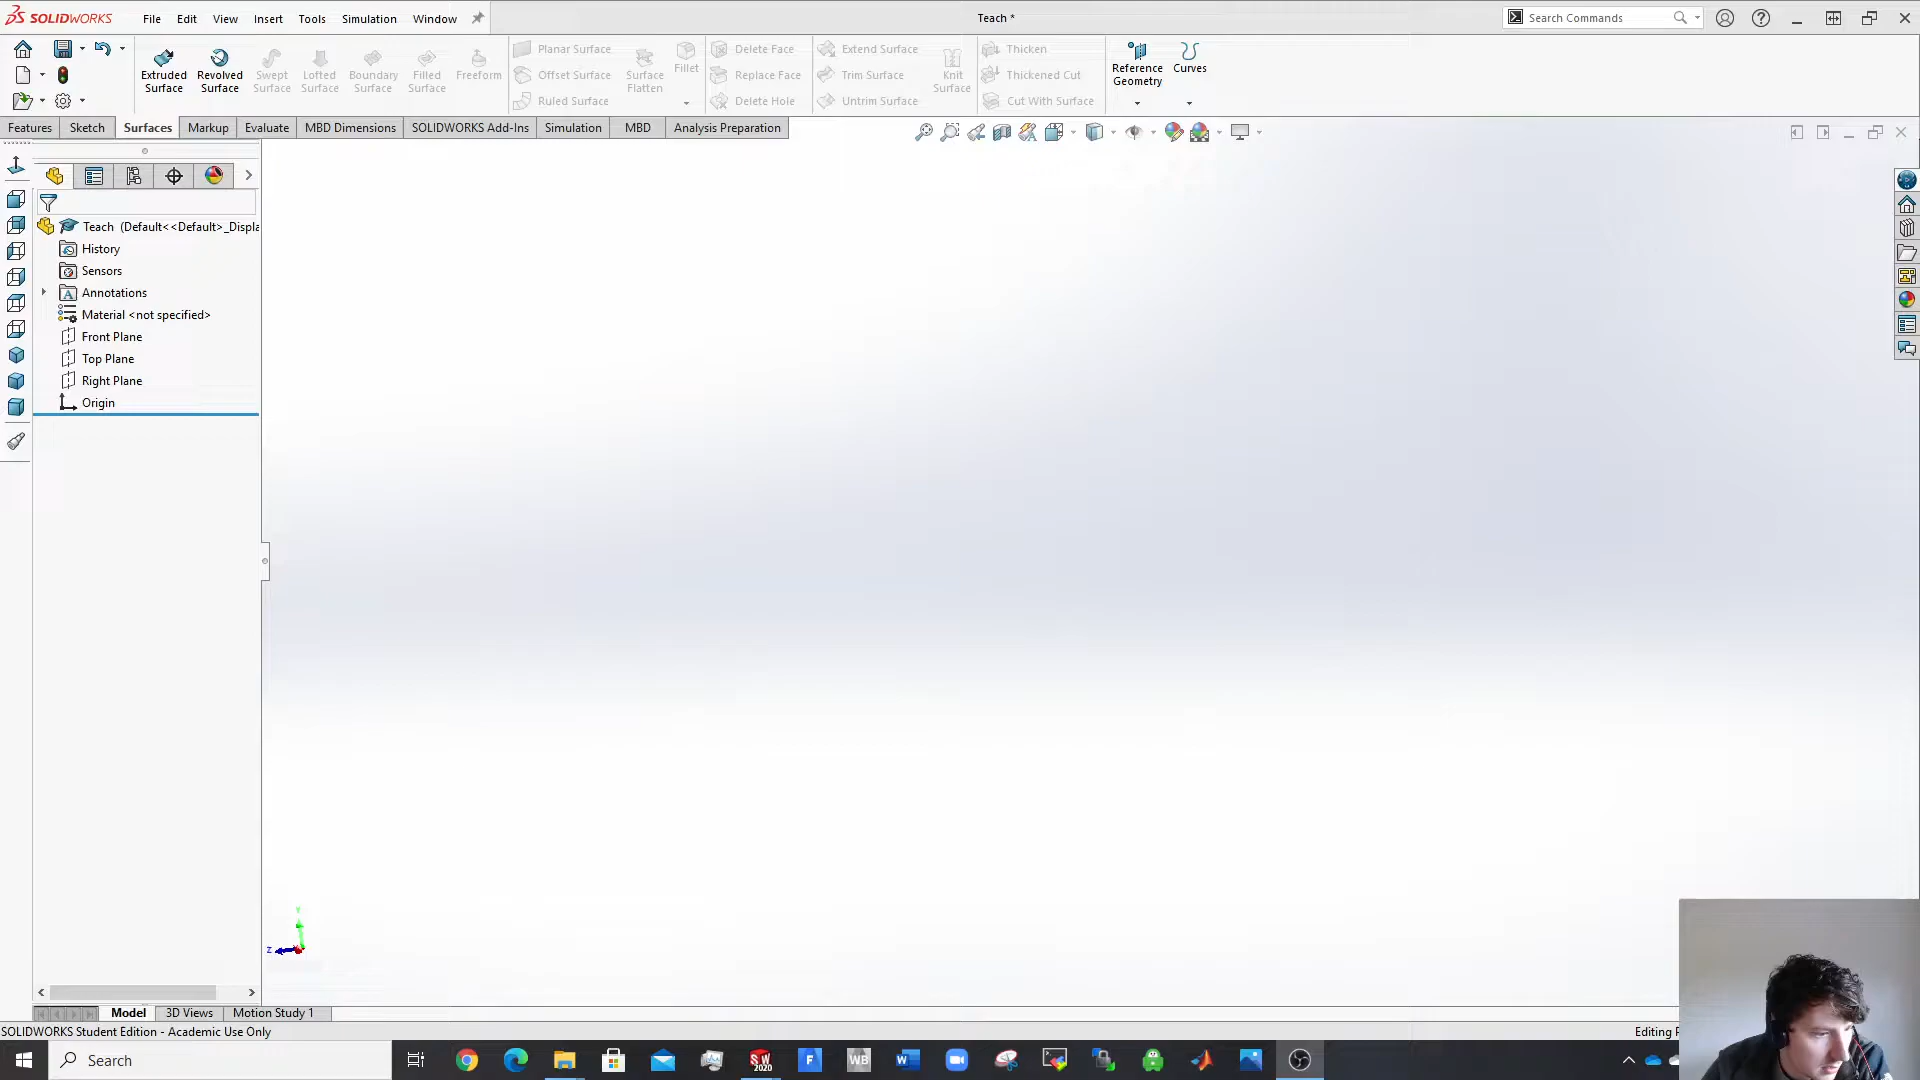 SOLIDWORKS File Edit View Insert Tools Simulation Window Teach * Search Commands
Extruded Surface
Revolved Surface
Swept Surface
Lofted Surface
Boundary Surface
Filled Surface
Freeform
Planar Surface
Offset Surface
Ruled Surface
Surface Flatten
Fillet
Delete Face
Replace Face
Delete Hole
Extend Surface
Trim Surface
Untrim Surface
Knit Surface
Thicken
Thickened Cut
Cut With Surface
Reference Geometry
Curves
Features Sketch Surfaces Markup Evaluate MBD Dimensions SOLIDWORKS Add-Ins Simulation MBD Analysis Preparation
Teach (Default<<Default>_Displa
History
Sensors
A Annotations
Material <not specified>
Front Plane
Top Plane
Right Plane
Origin
Y
Z
Model 3D Views Motion Study 1
SOLIDWORKS Student Edition - Academic Use Only
Editing P
Search
SW 2020
F
WB
W